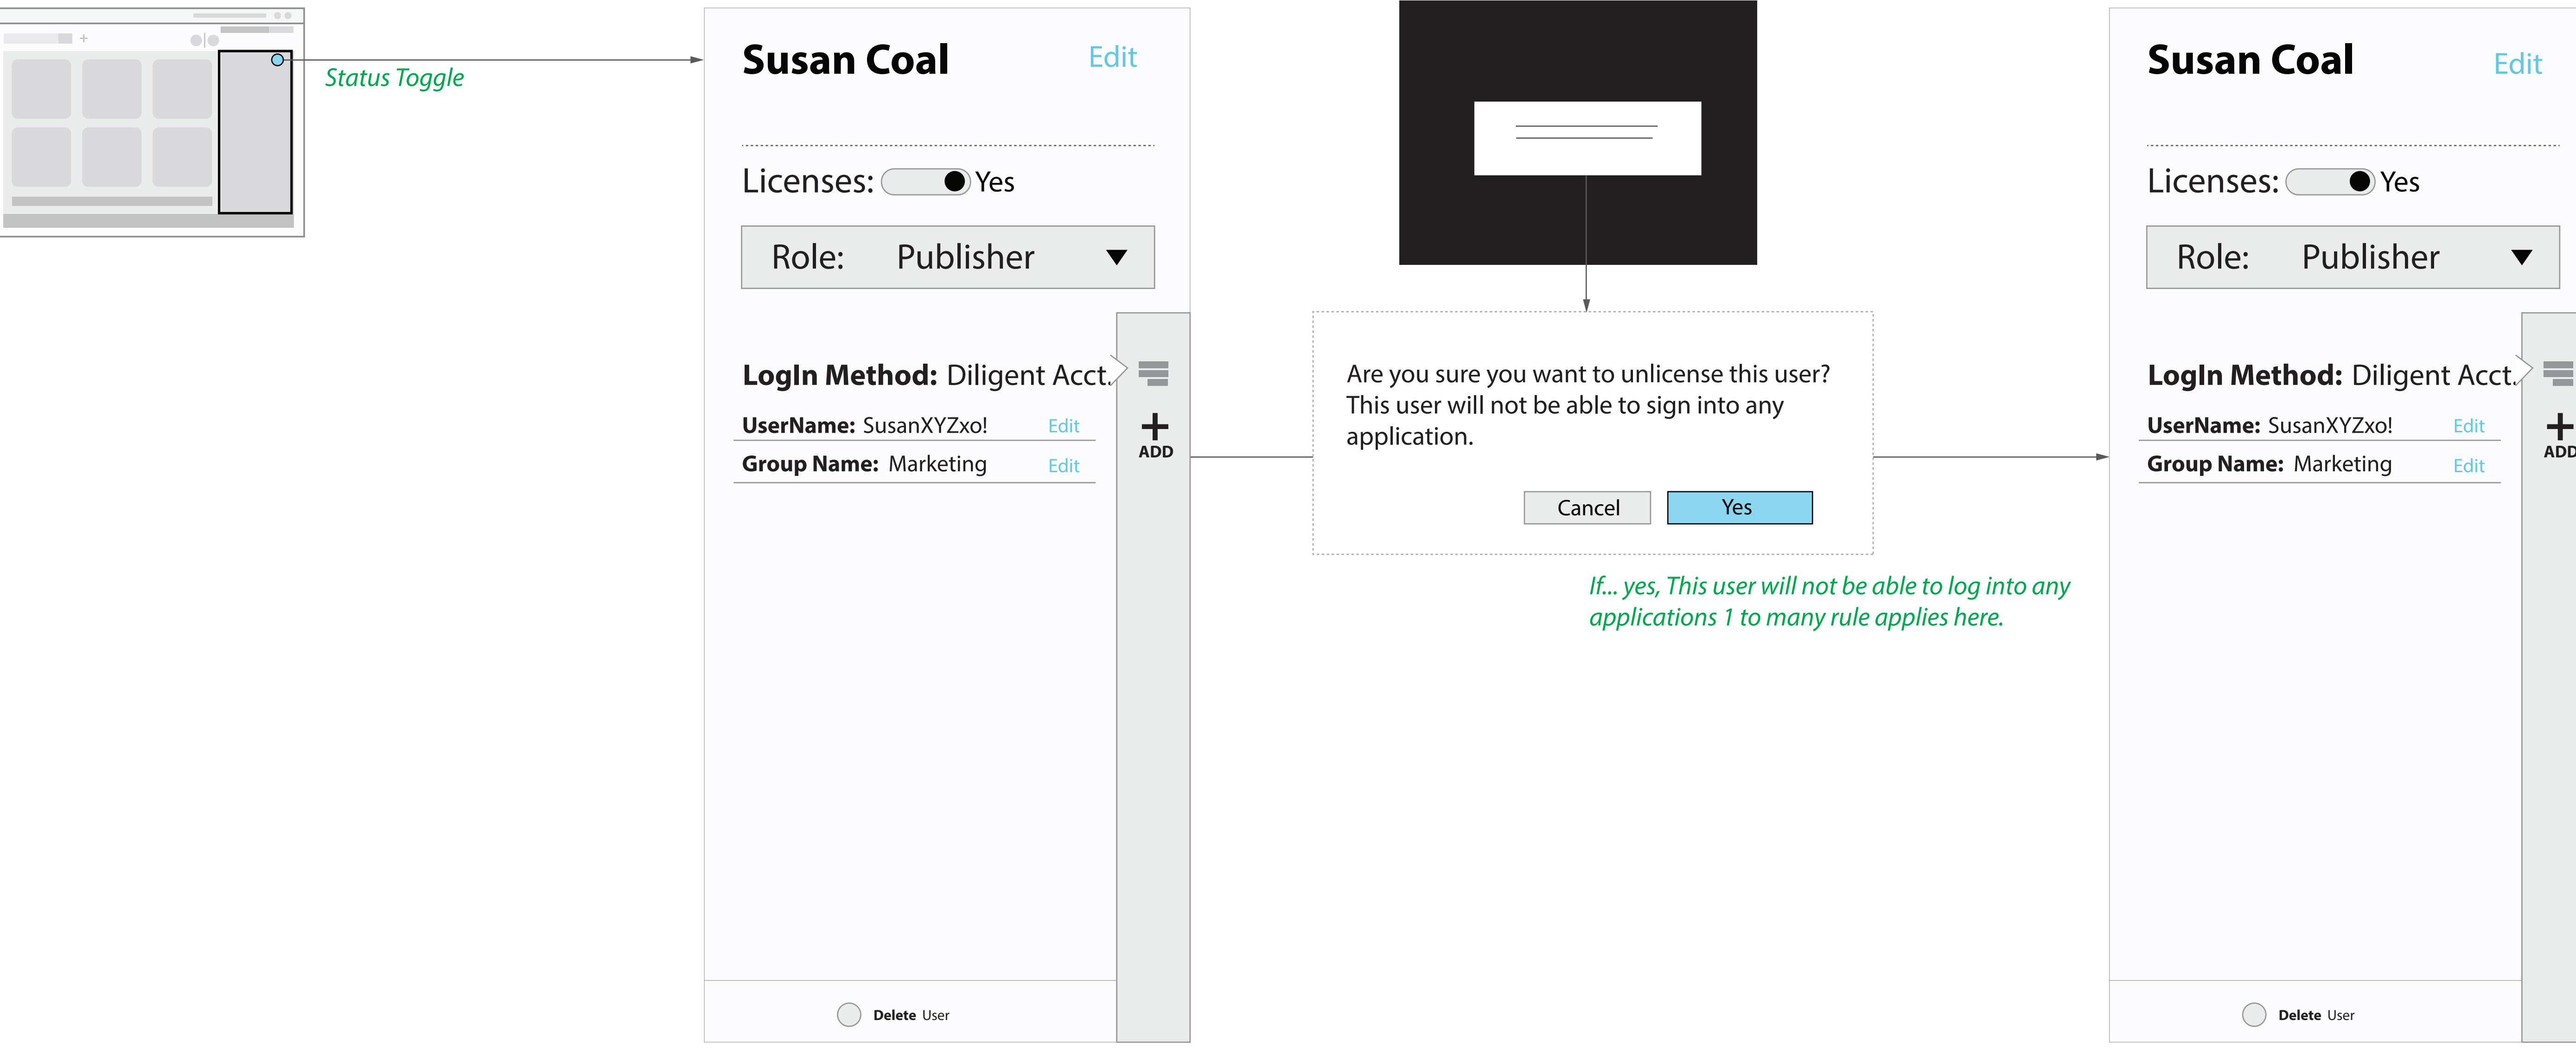 Status Toggle
Susan Coal
Edit
Licenses: Yes
Role: Publisher
LogIn Method: Diligent Acct.
UserName: SusanXYZxo! Edit
Group Name: Marketing Edit
ADD
Delete User
Are you sure you want to unlicense this user?
This user will not be able to sign into any
application.
Cancel
Yes
If... yes, This user will not be able to log into any
applications 1 to many rule applies here.
Susan Coal
Edit
Licenses: Yes
Role: Publisher
LogIn Method: Diligent Acct.
UserName: SusanXYZxo! Edit
Group Name: Marketing Edit
ADD
Delete User